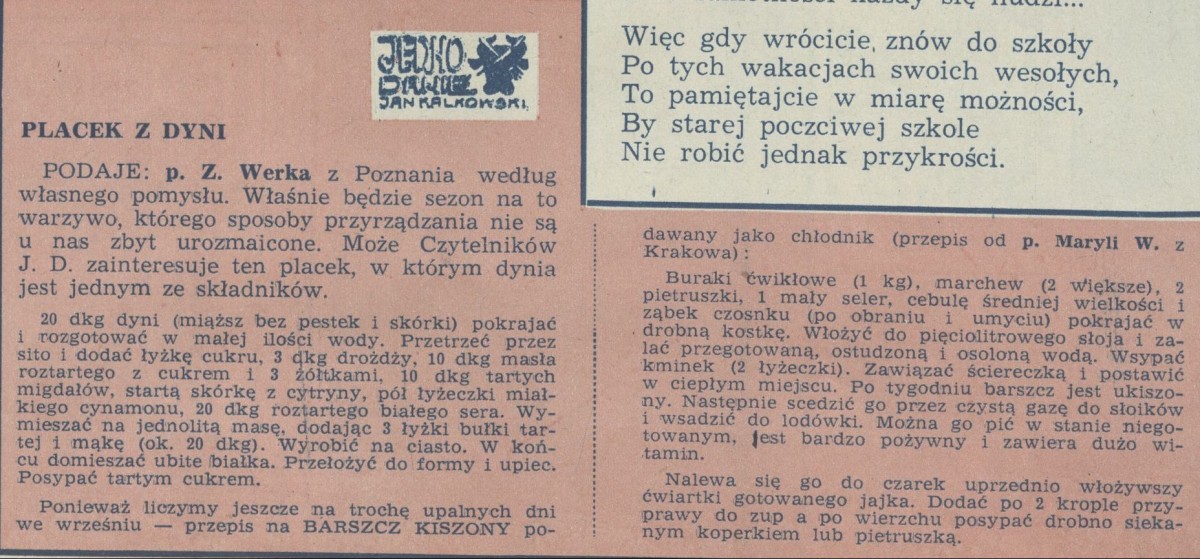 JEDNO
DANIE
JAN KALKOWSKI
PLACEK Z DYNI
PODAJE: p. Z. Werka z Poznania według
własnego pomysłu. Właśnie będzie sezon na to
warzywo, którego sposoby przyrządzania nie są
u nas zbyt urozmaicone. Może Czytelników
J. D. zainteresuje ten placek, w którym dynia
jest jednym ze składników.
20 dkg dyni (miąższ bez pestek i skórki) pokrajać
i rozgotować w małej ilości wody. Przetrzeć przez
sito i dodać łyżkę cukru, 3 dkg drożdży, 10 dkg masła
roztartego z cukrem i 3 żółtkami, 10 dkg tartych
migdałów, startą skórkę z cytryny, pół łyżeczki miał-
kiego cynamonu, 20 dkg roztartego białego sera. Wy-
mieszać na jednolitą masę, dodając 3 łyżki bułki tar-
tej i mąkę (ok. 20 dkg). Wyrobić na ciasto. W koń-
cu domieszać ubite białka. Przełożyć do formy i upiec.
Posypać tartym cukrem.
Ponieważ liczymy jeszcze na trochę upalnych dni
we wrześniu — przepis na BARSZCZ KISZONY po-
każdy się nudzi...
Więc gdy wrócicie, znów do szkoły
Po tych wakacjach swoich wesołych,
To pamiętajcie w miarę możności,
By starej poczciwej szkole
Nie robić jednak przykrości.
dawany jako chłodnik (przepis od p. Maryli W. z
Krakowa):
Buraki ćwikłowe (1 kg), marchew (2 większe), 2
pietruszki, 1 mały seler, cebulę średniej wielkości i
ząbek czosnku (po obraniu i umyciu) pokrajać w
drobną kostkę. Włożyć do pięciolitrowego słoja i za-
lać przegotowaną, ostudzoną i osoloną wodą. Wsypać
kminek (2 łyżeczki). Zawiązać ściereczką i postawić
w ciepłym miejscu. Po tygodniu barszcz jest ukiszo-
ny. Następnie scedzić go przez czystą gazę do słoików
i wsadzić do lodówki. Można go pić w stanie niego-
towanym, jest bardzo pożywny i zawiera dużo wi-
tamin.
Nalewa się go do czarek uprzednio włożywszy
ćwiartki gotowanego jajka. Dodać po 2 krople przy-
prawy do zup a po wierzchu posypać drobno sieka-
nym koperkiem lub pietruszką.